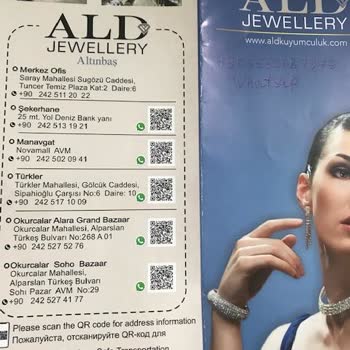 ALD
JEWELLERY
Altınbaş
Merkez Ofis
Saray Mahallesi Sugözü Caddesi,
Tuncer Temiz Plaza Kat:2 Daire:6
+90 242 511 20 22
Şekerhane
25 mt. Yol Deniz Bank yanı
+90 242 513 19 21
Manavgat
Novamall AVM
+90 242 502 09 41
Türkler
Türkler Mahallesi, Gölcük Caddesi,
Sipahioğlu Çarşısı No:6 Daire: 10
+90 242 517 10 09
Okurcalar Alara Grand Bazaar
Okurcalar Mahallesi, Alparslan
Türkeş Bulvarı No:268 A 01
+90 242 527 52 76
Okurcalar Soho Bazaar
Okurcalar Mahallesi,
Alparslan Türkeş Bulvarı
Sohi Pazar AVM No:29
+90 242 527 41 77
Please scan the QR code for address information
Пожалуйста, отсканируйте QR-код для
ALD
JEWELLERY
www.aldkuyumculuk.com